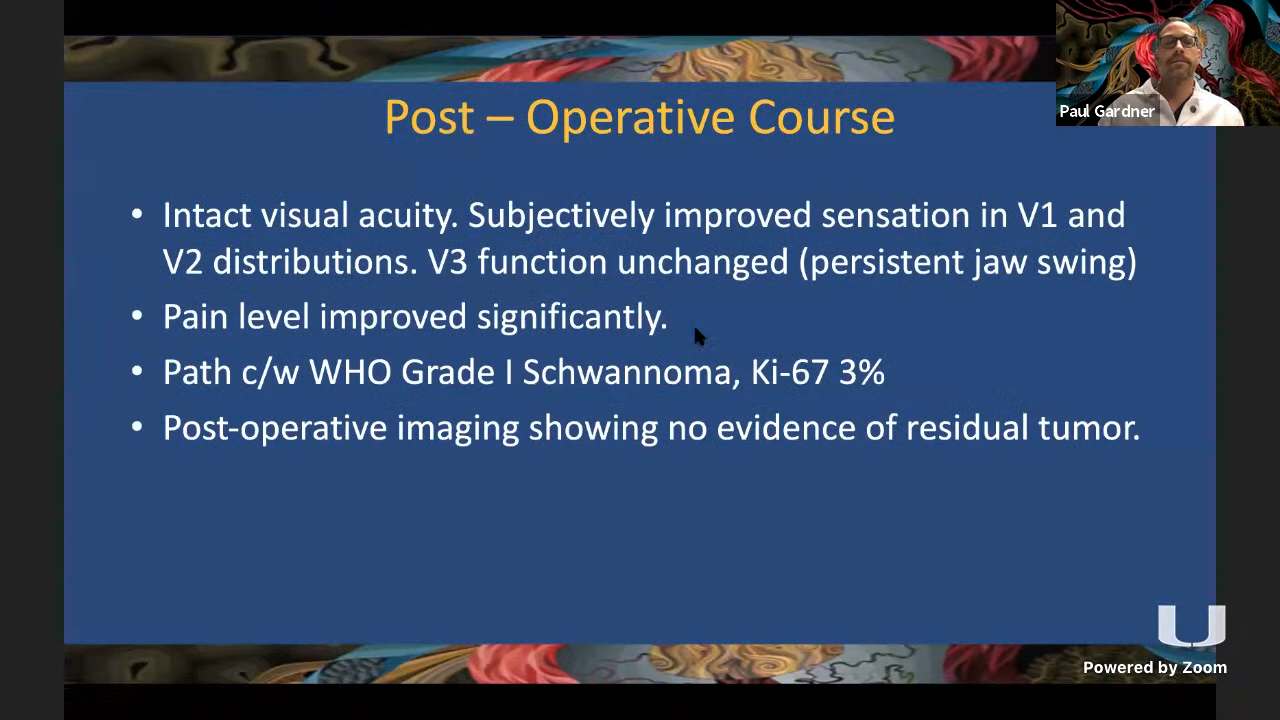 Post – Operative Course
Paul Gardner
• Intact visual acuity. Subjectively improved sensation in V1 and
V2 distributions. V3 function unchanged (persistent jaw swing)
• Pain level improved significantly.
• Path c/w WHO Grade I Schwannoma, Ki-67 3%
• Post-operative imaging showing no evidence of residual tumor.
U
Powered by Zoom